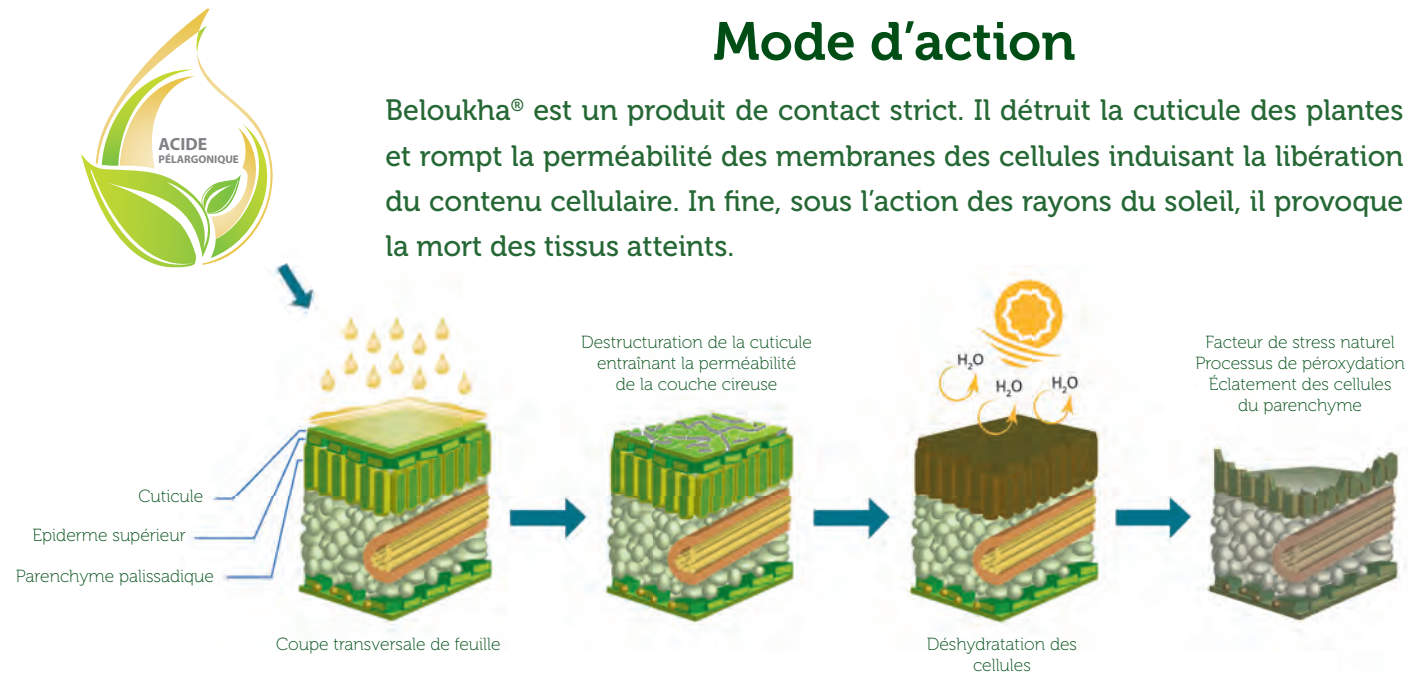 Mode d’action
ACIDE
PÉLARGONIQUE
Beloukha® est un produit de contact strict. Il détruit la cuticule des plantes
et rompt la perméabilité des membranes des cellules induisant la libération
du contenu cellulaire. In fine, sous l’action des rayons du soleil, il provoque
la mort des tissus atteints.
Cuticule
Epiderme supérieur
Parenchyme palissadique
Coupe transversale de feuille
Destructuration de la cuticule
entraînant la perméabilité
de la couche cireuse
H₂O
H₂O
H₂O
Déshydratation des
cellules
Facteur de stress naturel
Processus de péroxydation
Éclatement des cellules
du parenchyme